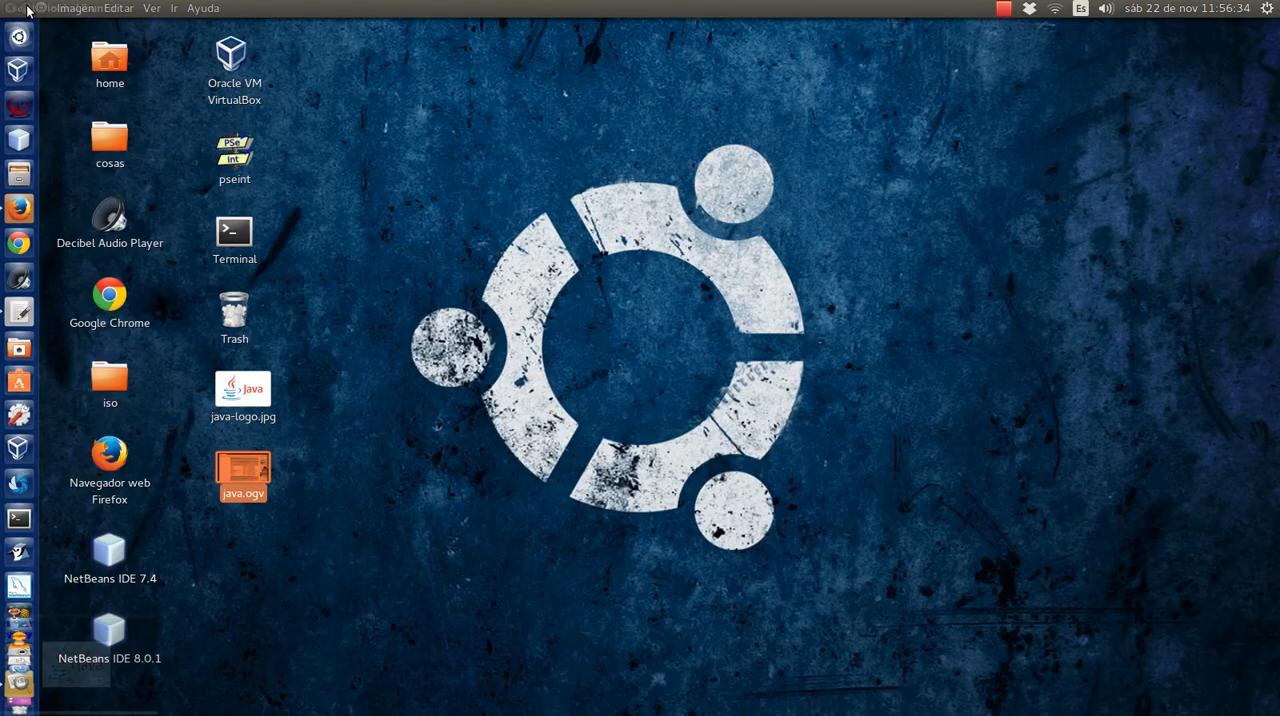 Imagen Editar Ver Ir Ayuda
Es
sáb 22 de nov 11:56:34
home
Oracle VM
VirtualBox
cosas
PSe
Int
pseint
Decibel Audio Player
>_
Terminal
Google Chrome
Trash
iso
Java
java-logo.jpg
Navegador web
Firefox
java.ogv
NetBeans IDE 7.4
NetBeans IDE 8.0.1